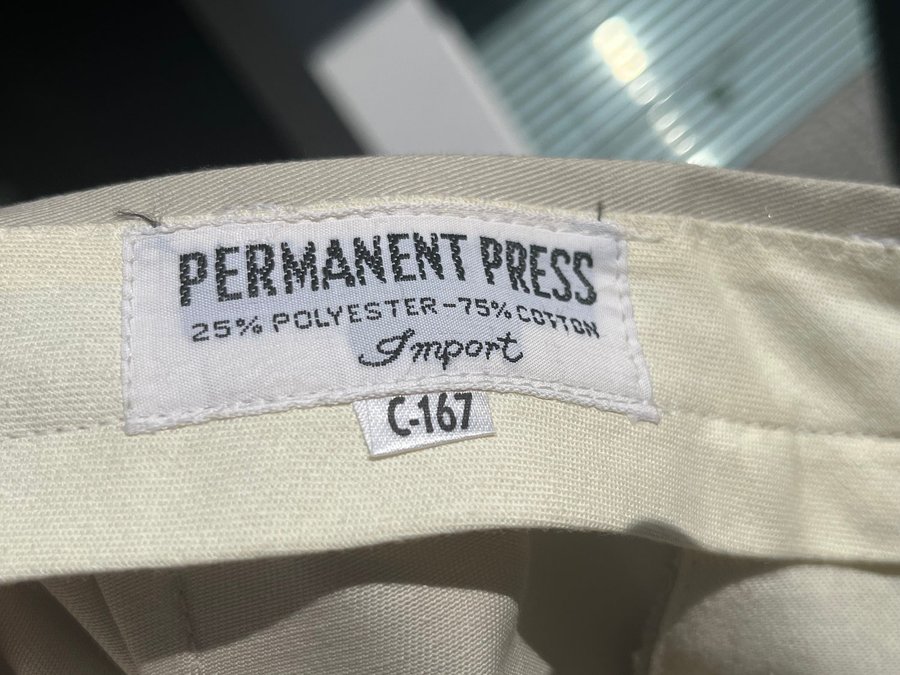 PERMANENT PRESS
25% POLYESTER-75% COTTON
Import
C-167